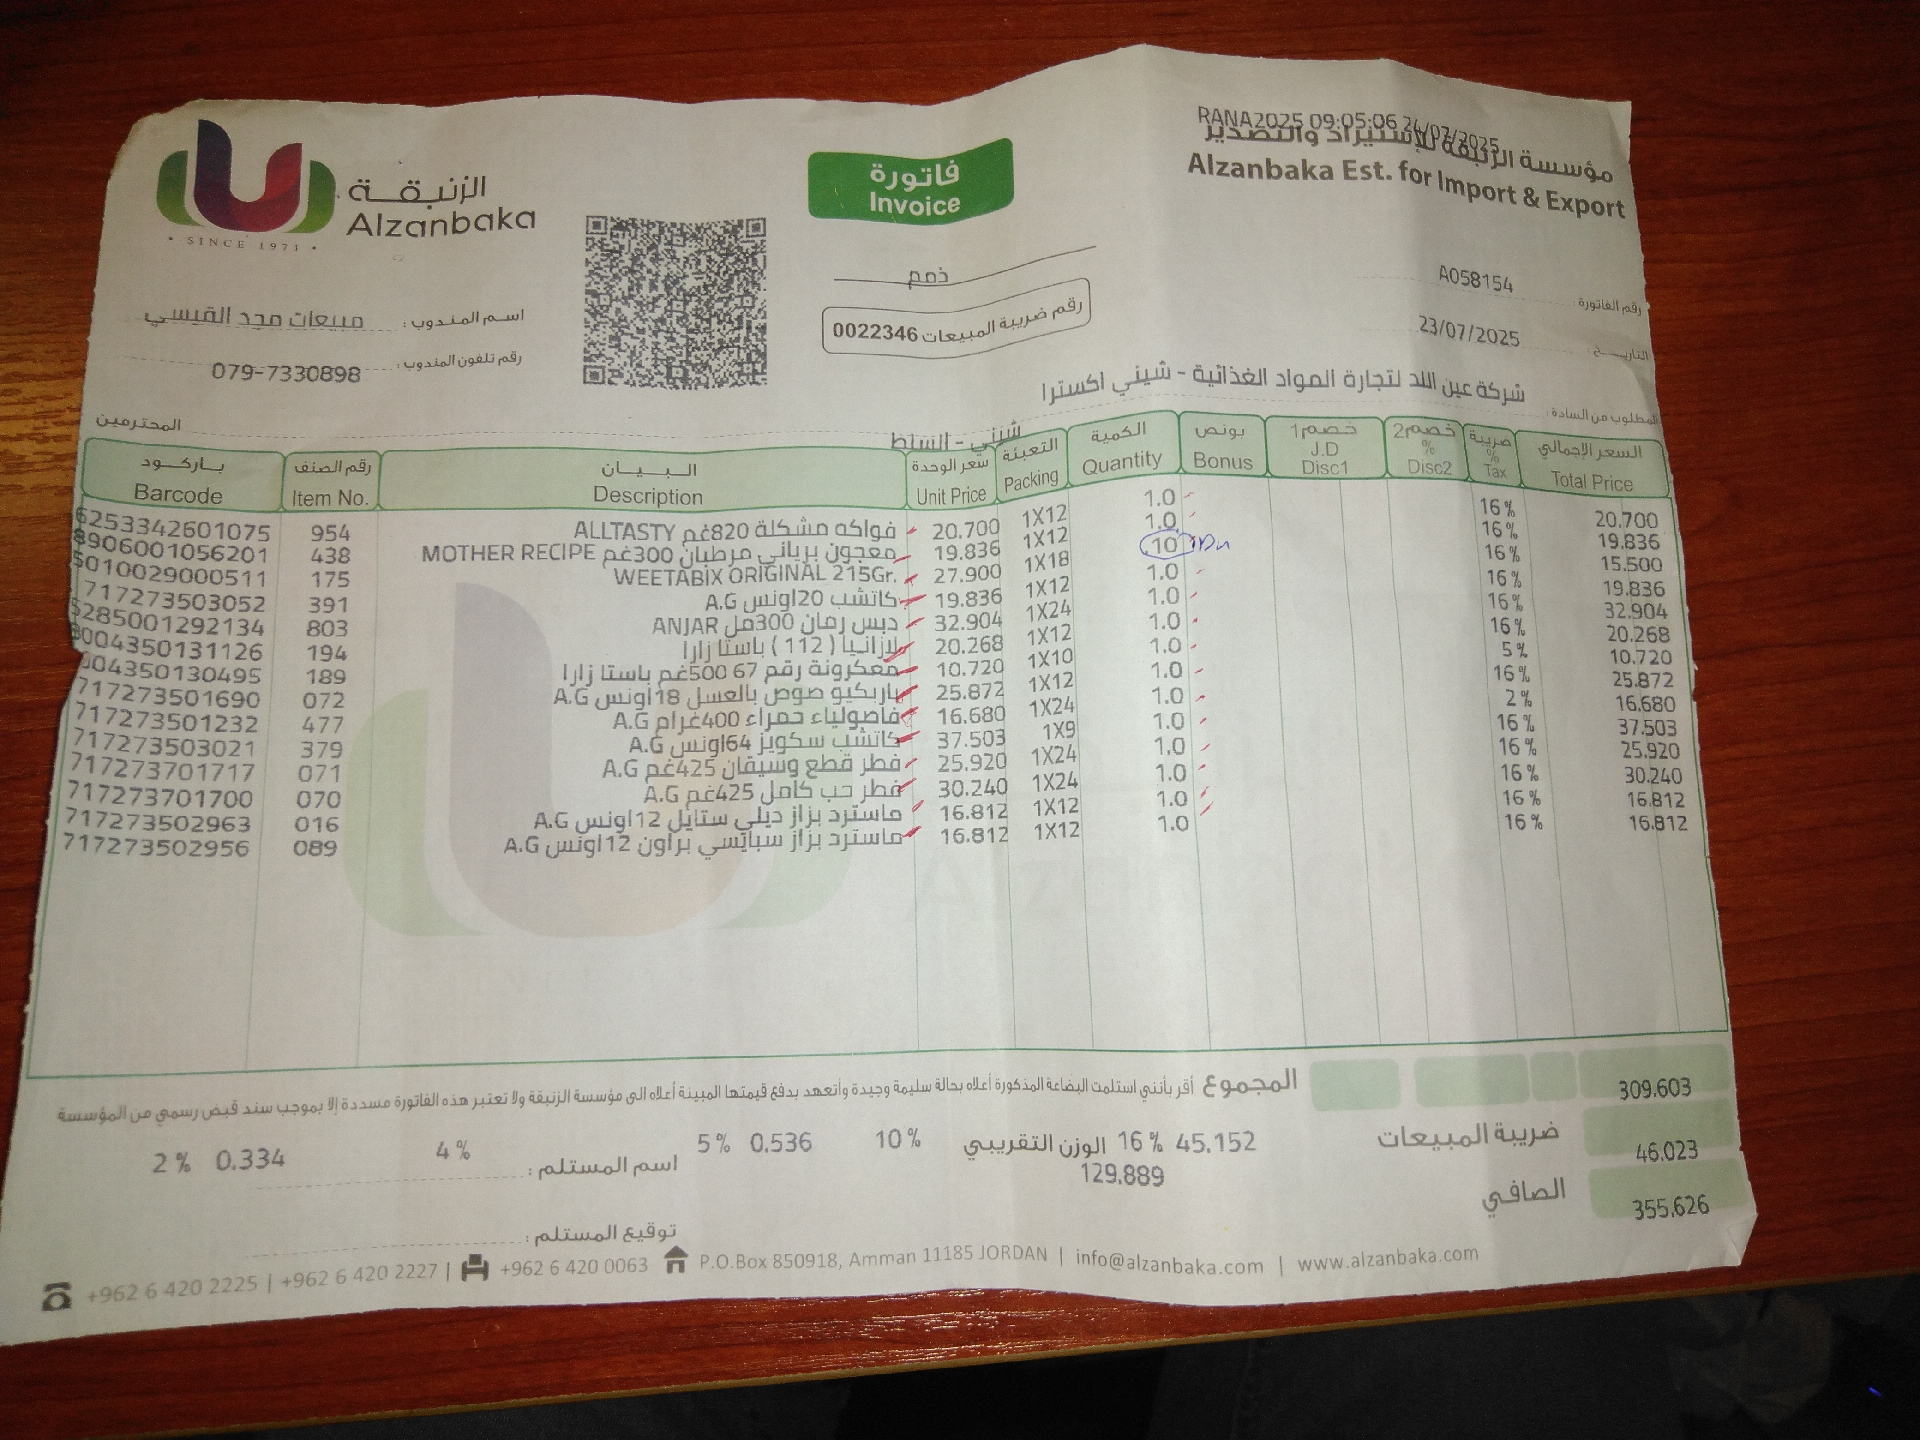 RANA2025 09:05:06 24/07/2025
مؤسسة الزنبقة للإستيراد والتصدير
Alzanbaka Est. for Import & Export
الزنبقة
Alzanbaka
• SINCE 1971 •
فاتورة
Invoice
ذمم
رقم ضريبة المبيعات 0022346
رقم الفاتورة: A058154
التاريخ: 23/07/2025
اسم المندوب: مبيعات مجد القيسي
رقم تلفون المندوب: 079-7330898
المطلوب من السادة: شركة عين اللد لتجارة المواد الغذائية - شيني اكسترا
شيني - السلط
المحترمين
باركود رقم الصنف البيان سعر الوحدة التعبئة الكمية بونص خصم1 خصم2 ضريبة السعر الإجمالي
Barcode Item No. Description Unit Price Packing Quantity Bonus J.D Disc1 % Disc2 % Tax Total Price
6253342601075 954 فواكه مشكلة 820غم ALLTASTY 20.700 1X12 1.0 16% 20.700
8906001056201 438 معجون برياني مرطبان 300غم MOTHER RECIPE 19.836 1X12 1.0 16% 19.836
5010029000511 175 WEETABIX ORIGINAL 215Gr. 27.900 1X18 .10 16% 15.500
717273503052 391 كاتشب 20اونس A.G 19.836 1X12 1.0 16% 19.836
5285001292134 803 دبس رمان 300مل ANJAR 32.904 1X24 1.0 16% 32.904
8004350131126 194 لازانيا ( 112 ) باستا زارا 20.268 1X12 1.0 16% 20.268
8004350130495 189 معكرونة رقم 67 500غم باستا زارا 10.720 1X10 1.0 5% 10.720
717273501690 072 باربكيو صوص بالعسل 18اونس A.G 25.872 1X12 1.0 16% 25.872
717273501232 477 فاصولياء حمراء 400غرام A.G 16.680 1X24 1.0 2% 16.680
717273503021 379 كاتشب سكويز 64اونس A.G 37.503 1X9 1.0 16% 37.503
717273701717 071 فطر قطع وسيقان 425غم A.G 25.920 1X24 1.0 16% 25.920
717273701700 070 فطر حب كامل 425غم A.G 30.240 1X24 1.0 16% 30.240
717273502963 016 ماسترد بزاز ديلي ستايل 12اونس A.G 16.812 1X12 1.0 16% 16.812
717273502956 089 ماسترد بزاز سبايسي براون 12اونس A.G 16.812 1X12 1.0 16% 16.812
المجموع 309.603
أقر بأنني استلمت البضاعة المذكورة أعلاه بحالة سليمة وجيدة وأتعهد بدفع قيمتها المبينة أعلاه الى مؤسسة الزنبقة ولا تعتبر هذه الفاتورة مسددة إلا بموجب سند قبض رسمي من المؤسسة
ضريبة المبيعات 46.023
2% 0.334 4% 5% 0.536 10% 16% 45.152
الوزن التقريبي 129.889
اسم المستلم:
الصافي 355.626
توقيع المستلم:
+962 6 420 2225 | +962 6 420 2227 | +962 6 420 0063 P.O.Box 850918, Amman 11185 JORDAN | info@alzanbaka.com | www.alzanbaka.com